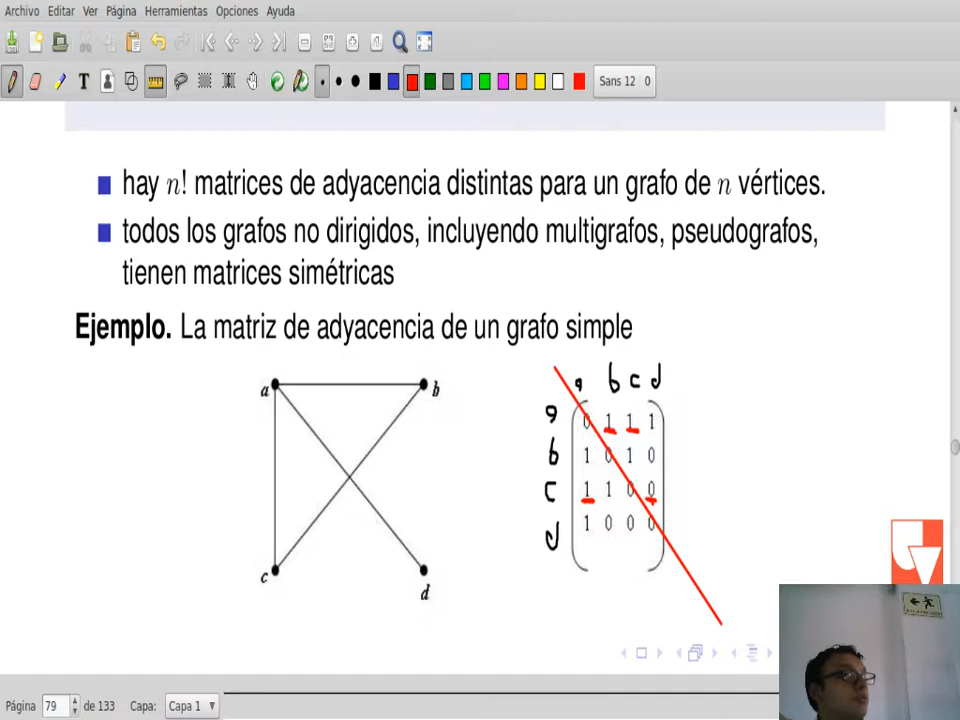 Archivo Editar Ver Página Herramientas Opciones Ayuda
T Sans 12 0
hay n! matrices de adyacencia distintas para un grafo de n vértices.
todos los grafos no dirigidos, incluyendo multigrafos, pseudografos,
tienen matrices simétricas
Ejemplo. La matriz de adyacencia de un grafo simple
a b
c d
a b c d
a 0 1 1 1
b 1 0 1 0
c 1 1 0 0
d 1 0 0 0
Página 79 de 133 Capa: Capa 1